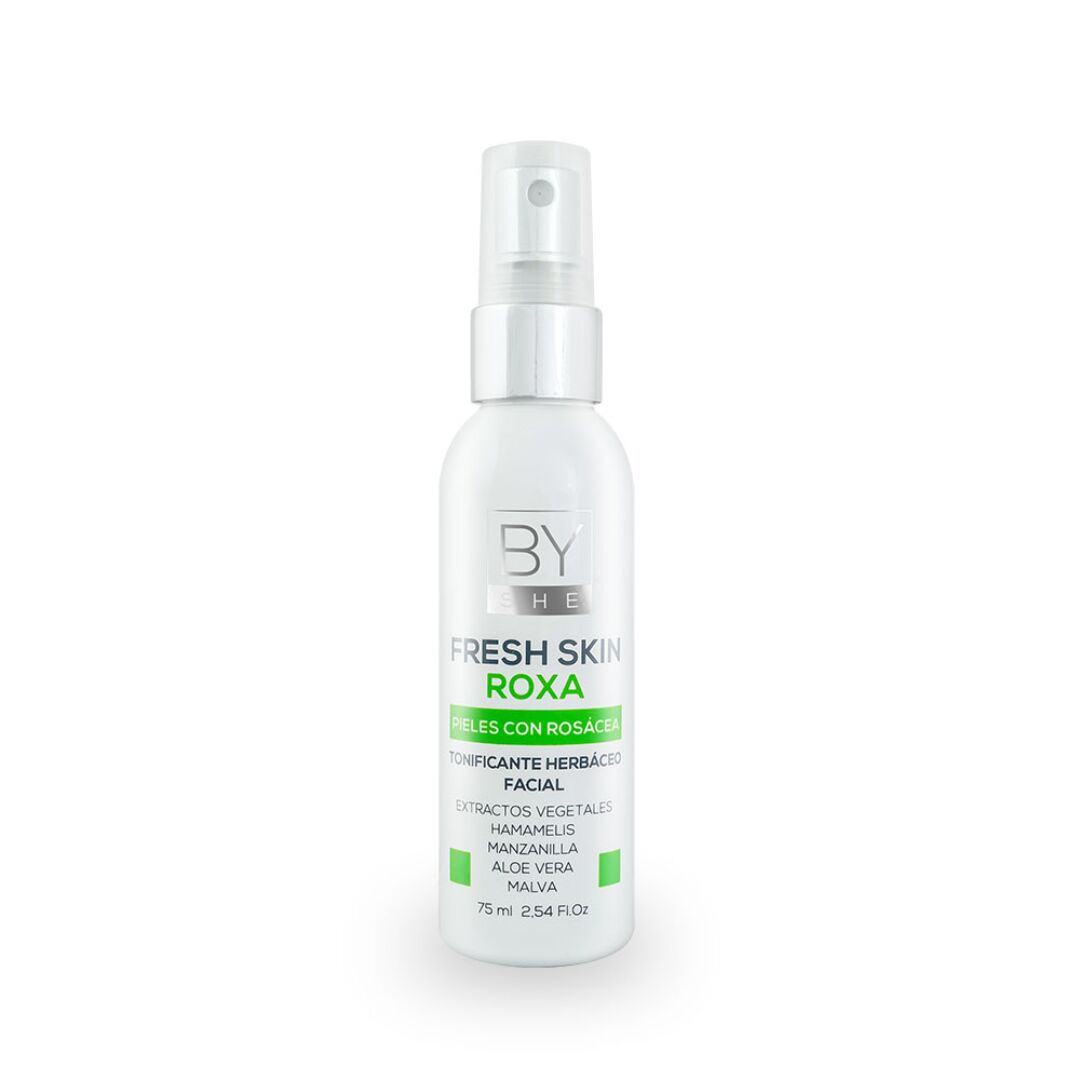 BY
SHE
FRESH SKIN
ROXA
PIELES CON ROSÁCEA
TONIFICANTE HERBÁCEO
FACIAL
EXTRACTOS VEGETALES
HAMAMELIS
MANZANILLA
ALOE VERA
MALVA
75 ml 2,54 Fl.Oz